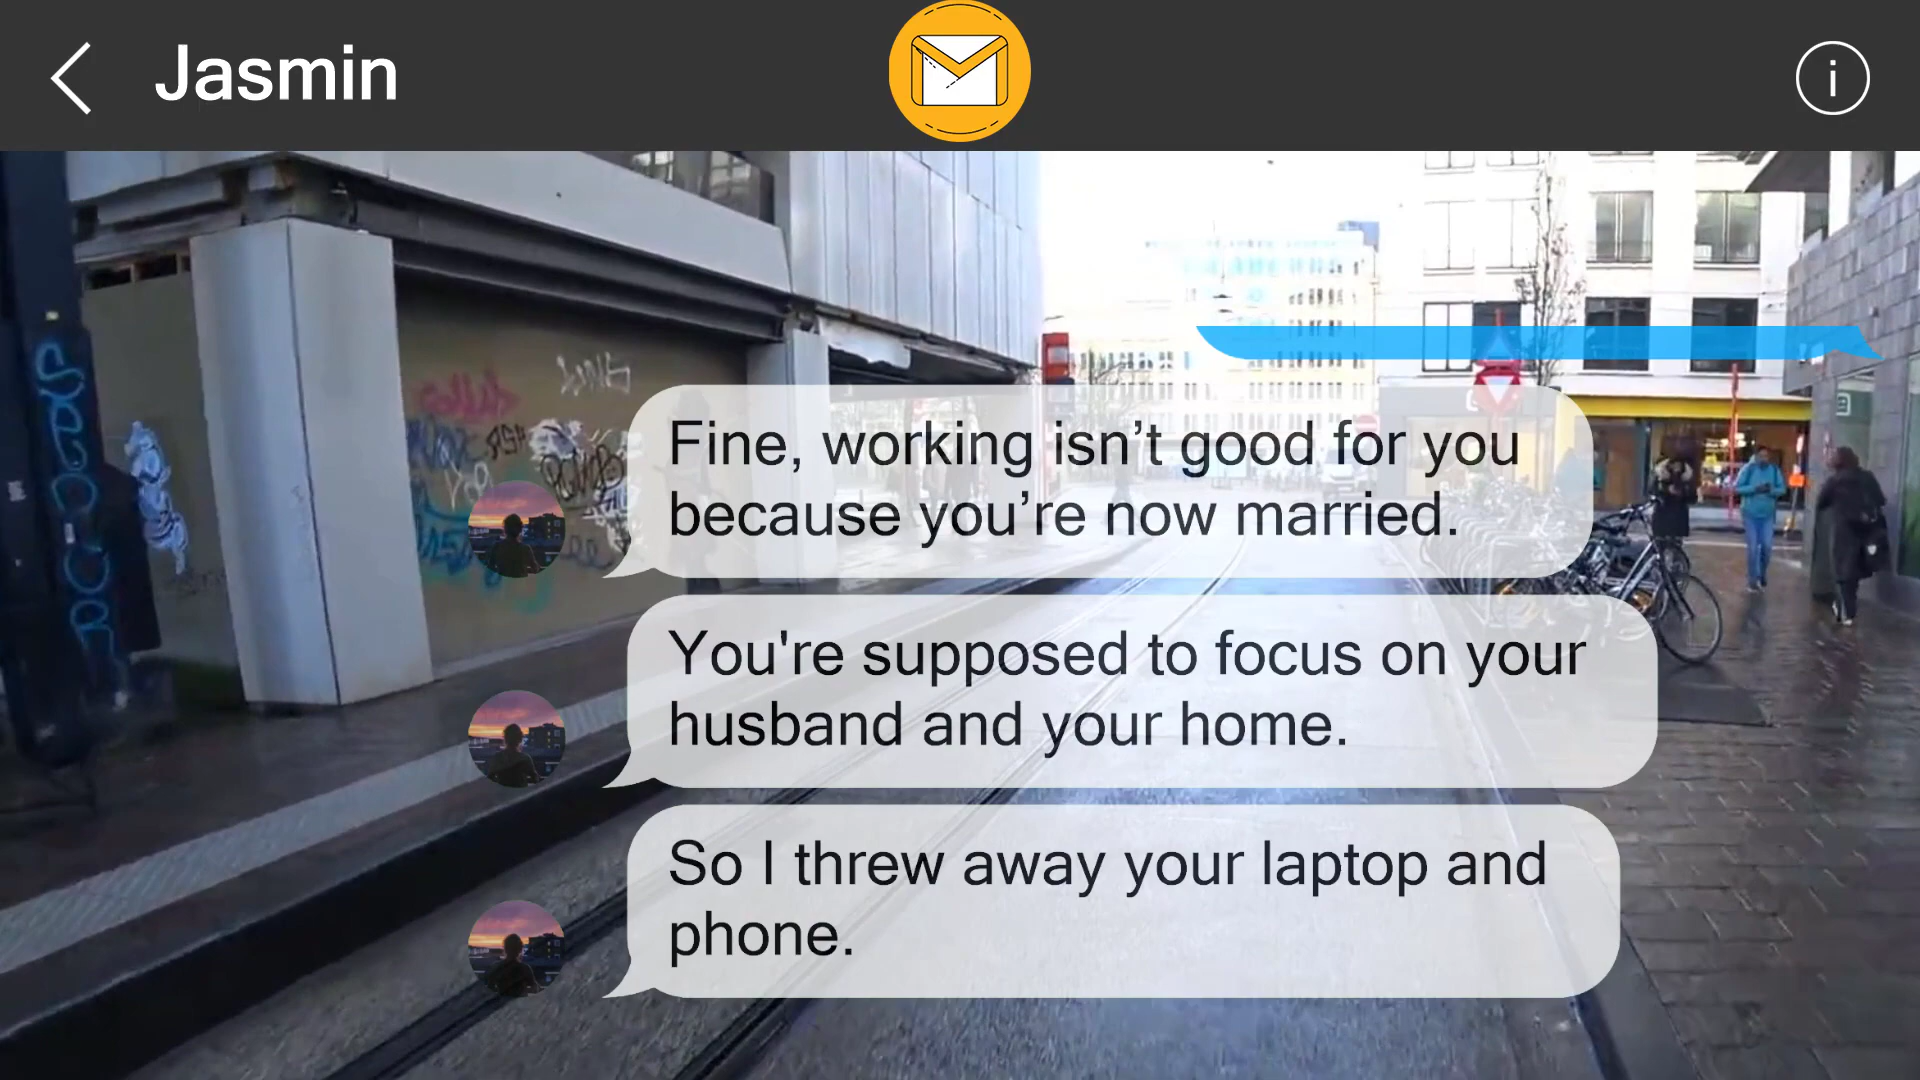 Jasmin
Fine, working isn’t good for you
because you’re now married.
You're supposed to focus on your
husband and your home.
So I threw away your laptop and
phone.